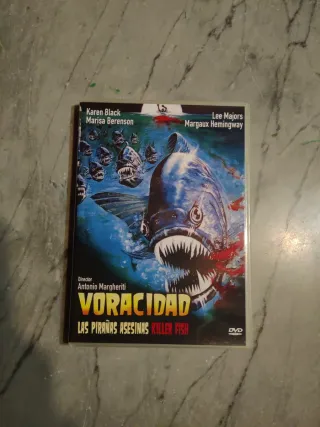 Karen Black
Marisa Berenson
Lee Majors
Margaux Hemingway
Director
Antonio Margheriti
VORACIDAD
LAS PIRAÑAS ASESINAS KILLER FISH
DVD